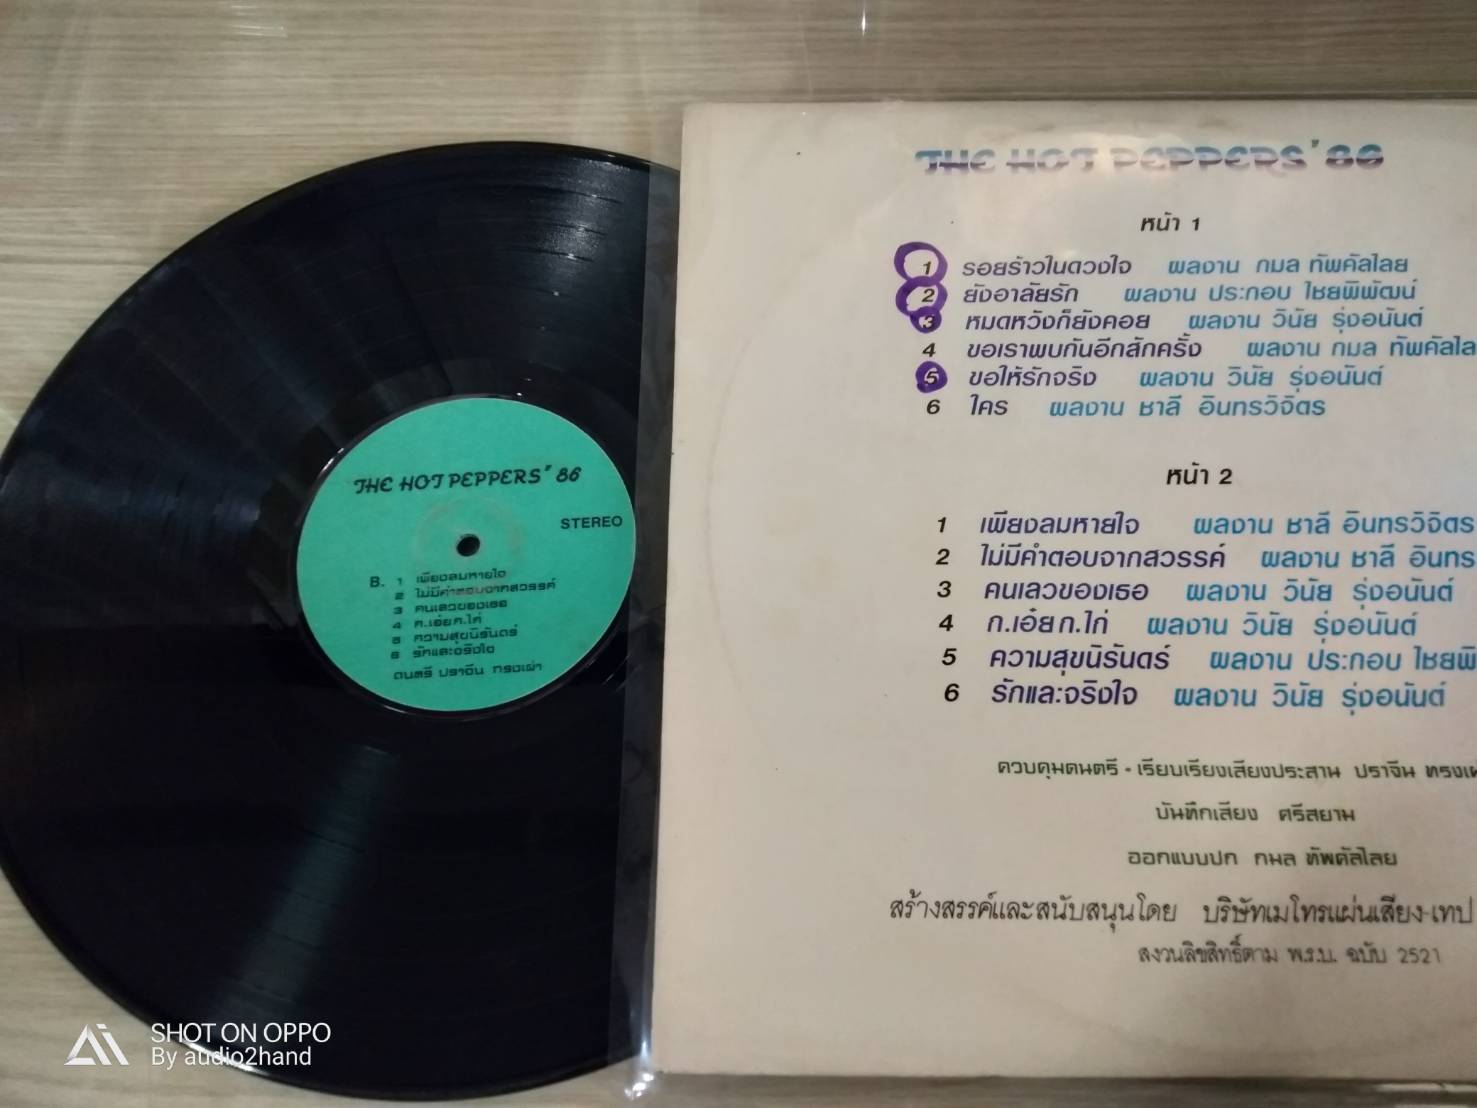 THE HOT PEPPERS' 86
STEREO
B. 1 เพียงลมหายใจ
2 ไม่มีคำตอบจากสวรรค์
3 คนเลวของเธอ
4 ก.เอ๋ย ก.ไก่
5 ความสุขนิรันดร์
6 รักและจริงใจ
ดนตรี ปราจีน ทรงเผ่า
THE HOT PEPPERS' 86
หน้า 1
1 รอยร้าวในดวงใจ ผลงาน กมล ทัพคัลไลย
2 ยังอาลัยรัก ผลงาน ประกอบ ไชยพิพัฒน์
3 หมดหวังก็ยังคอย ผลงาน วินัย รุ่งอนันต์
4 ขอเราพบกันอีกสักครั้ง ผลงาน กมล ทัพคัลไล
5 ขอให้รักจริง ผลงาน วินัย รุ่งอนันต์
6 ใคร ผลงาน ชาลี อินทรวิจิตร
หน้า 2
1 เพียงลมหายใจ ผลงาน ชาลี อินทรวิจิตร
2 ไม่มีคำตอบจากสวรรค์ ผลงาน ชาลี อินทร
3 คนเลวของเธอ ผลงาน วินัย รุ่งอนันต์
4 ก.เอ๋ย ก.ไก่ ผลงาน วินัย รุ่งอนันต์
5 ความสุขนิรันดร์ ผลงาน ประกอบ ไชยพิ
6 รักและจริงใจ ผลงาน วินัย รุ่งอนันต์
ควบคุมดนตรี - เรียบเรียงเสียงประสาน ปราจีน ทรงเผ่
บันทึกเสียง ศรีสยาม
ออกแบบปก กมล ทัพคัลไลย
สร้างสรรค์และสนับสนุนโดย บริษัทเมโทรแผ่นเสียง-เทป
สงวนลิขสิทธิ์ตาม พ.ร.บ. ฉบับ 2521
SHOT ON OPPO
By audio2hand